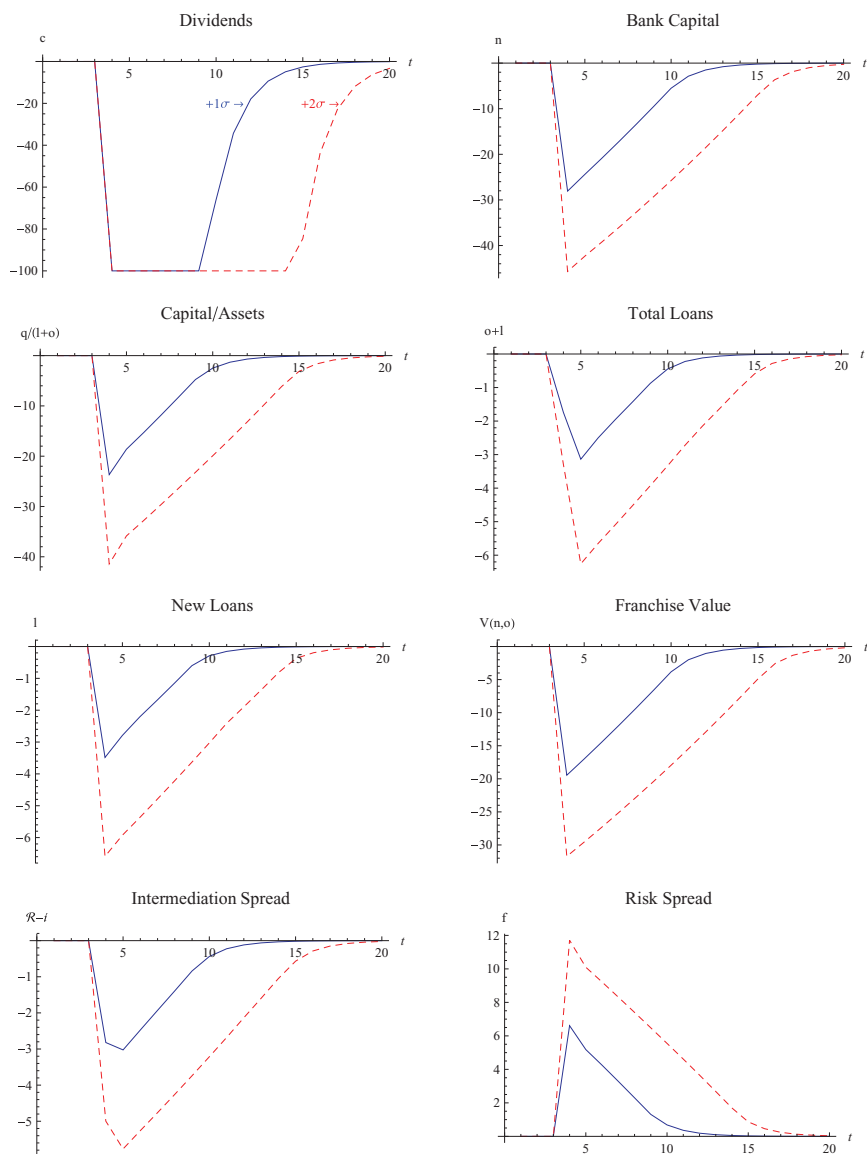 Dividends
c
5 10 15 20 t
−20
−40
−60
−80
−100
+1σ→
+2σ→
Bank Capital
n
5 10 15 20 t
−10
−20
−30
−40
Capital/Assets
q/(l+o)
5 10 15 20 t
−10
−20
−30
−40
Total Loans
o+l
5 10 15 20 t
−1
−2
−3
−4
−5
−6
New Loans
l
5 10 15 20 t
−1
−2
−3
−4
−5
−6
Franchise Value
V(n,o)
5 10 15 20 t
−5
−10
−15
−20
−25
−30
Intermediation Spread
ℛ−i
5 10 15 20 t
−1
−2
−3
−4
−5
Risk Spread
f
12
10
8
6
4
2
5 10 15 20 t